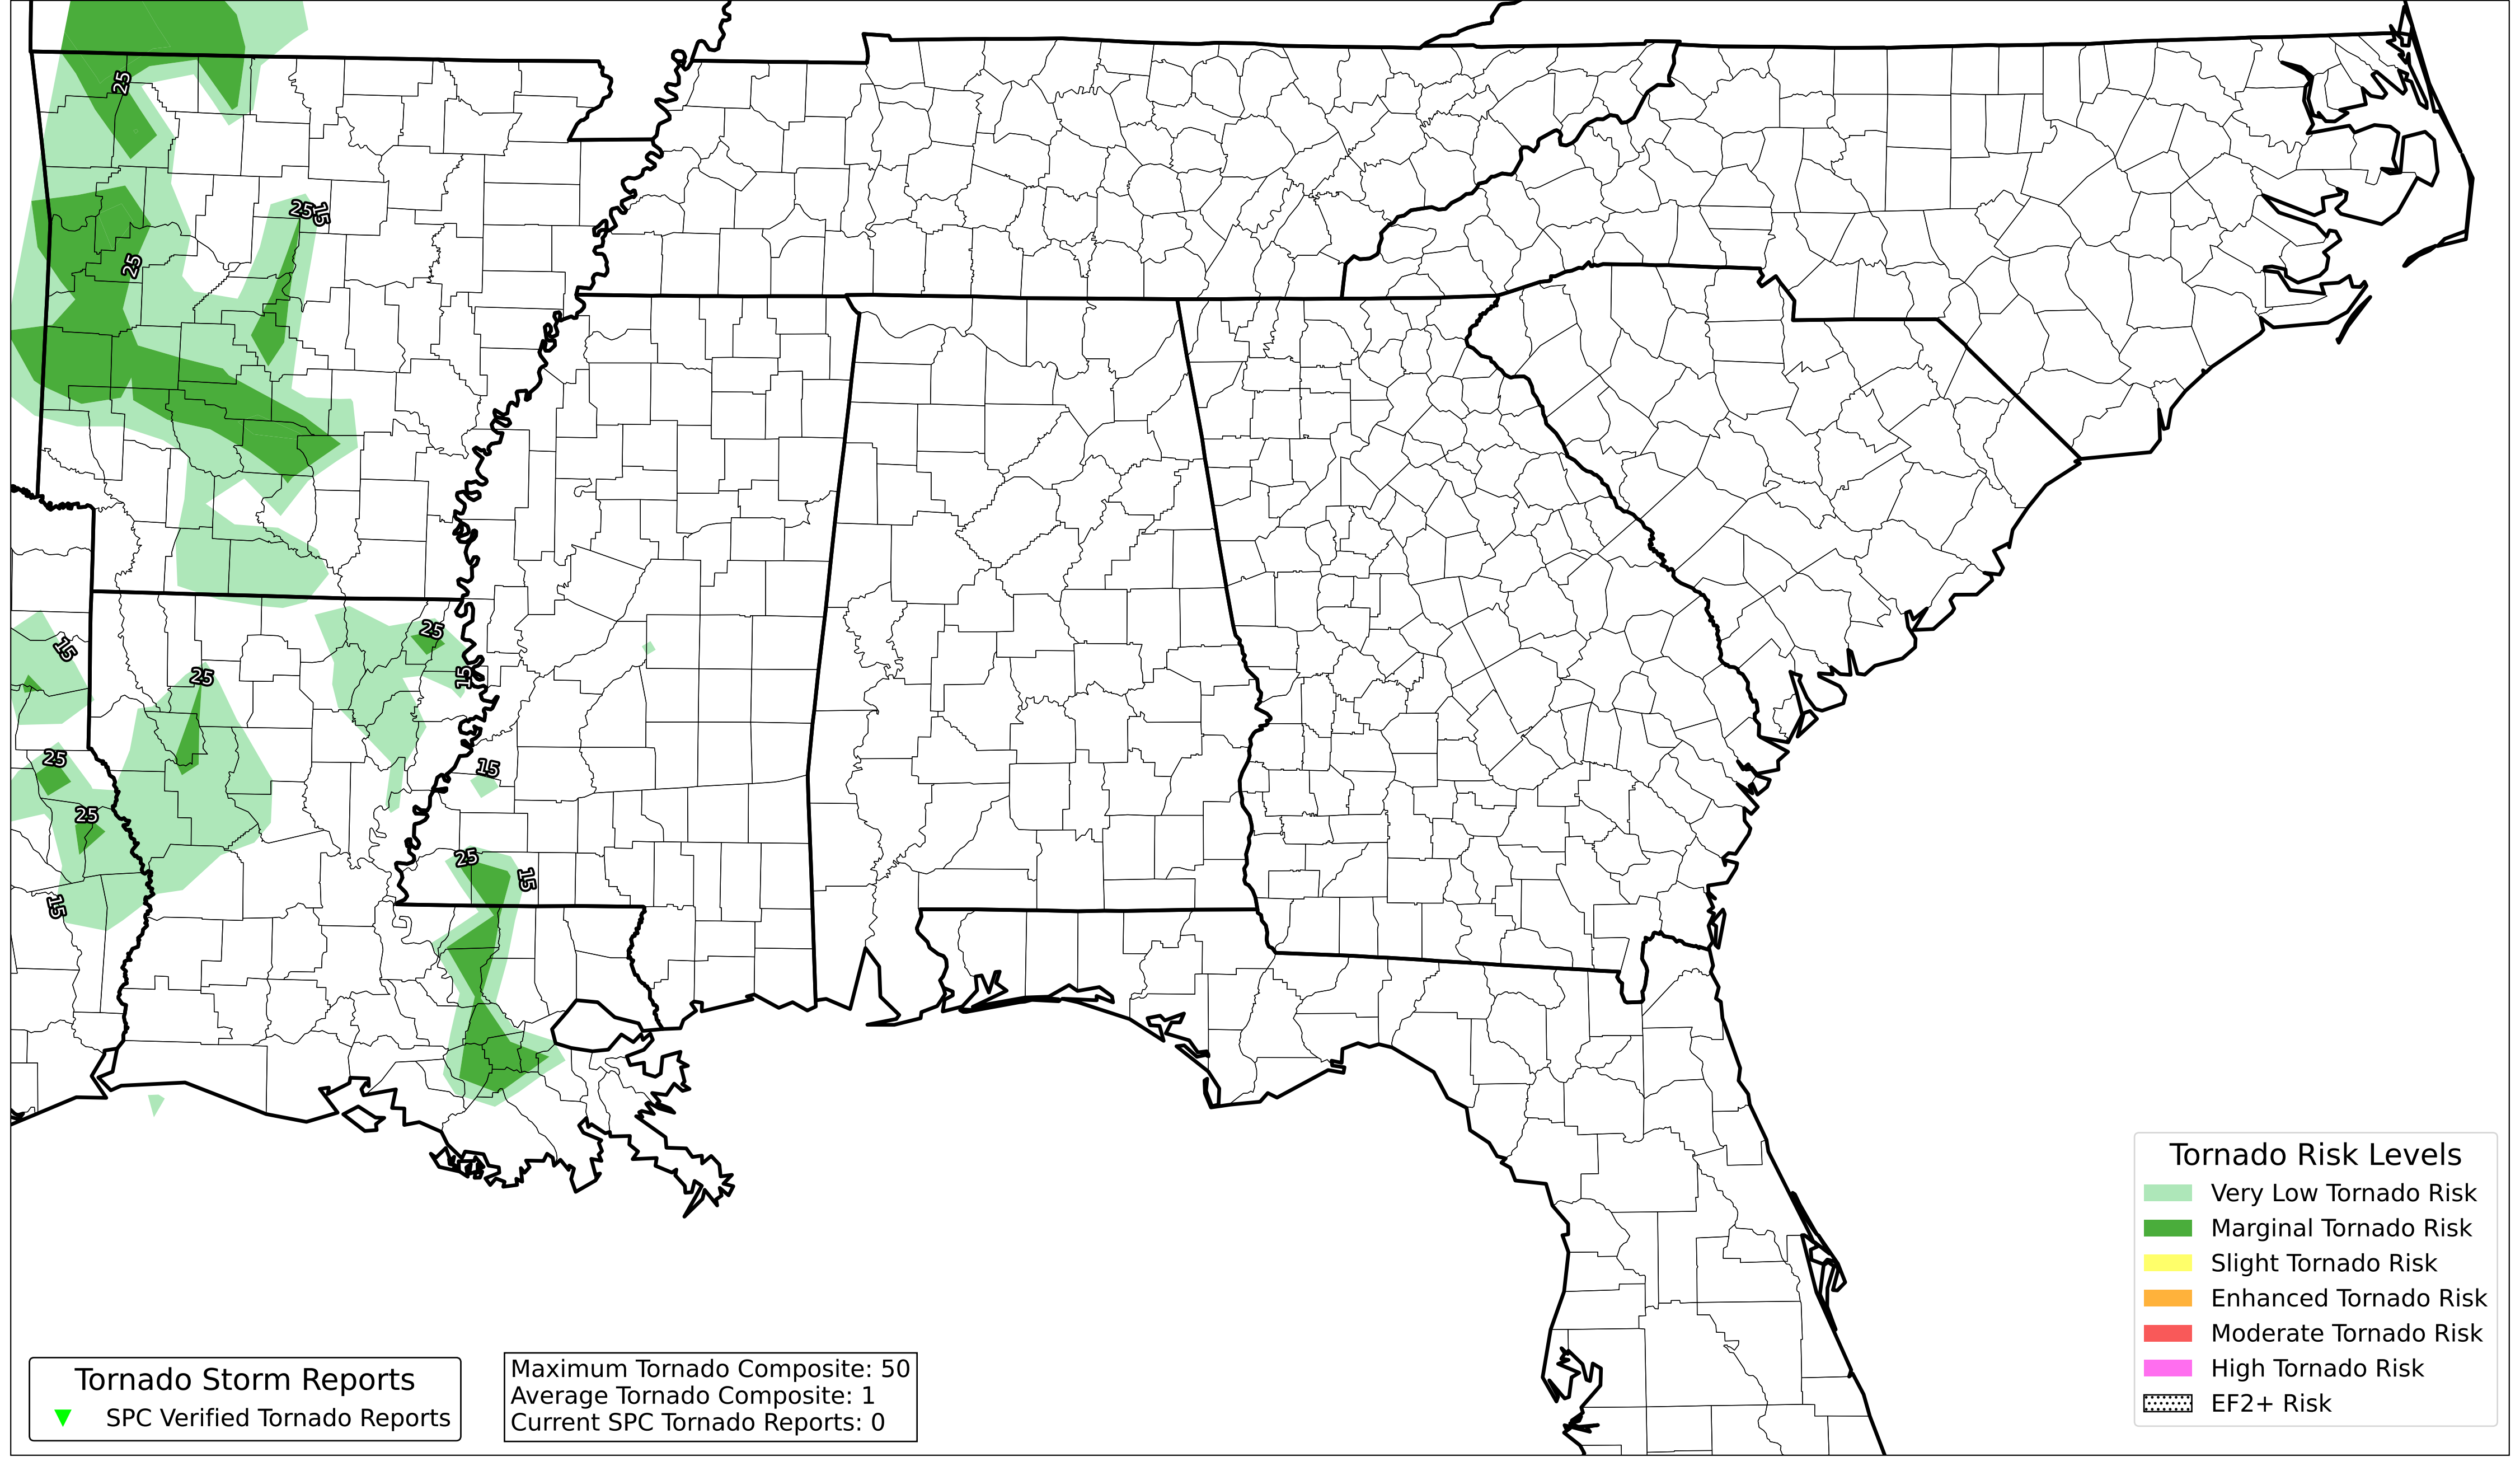 25
25
25
15
15
25
25
15
25
15
25
25
15
15
Tornado Risk Levels
Very Low Tornado Risk
Marginal Tornado Risk
Slight Tornado Risk
Enhanced Tornado Risk
Moderate Tornado Risk
High Tornado Risk
EF2+ Risk
Tornado Storm Reports
SPC Verified Tornado Reports
Maximum Tornado Composite: 50
Average Tornado Composite: 1
Current SPC Tornado Reports: 0